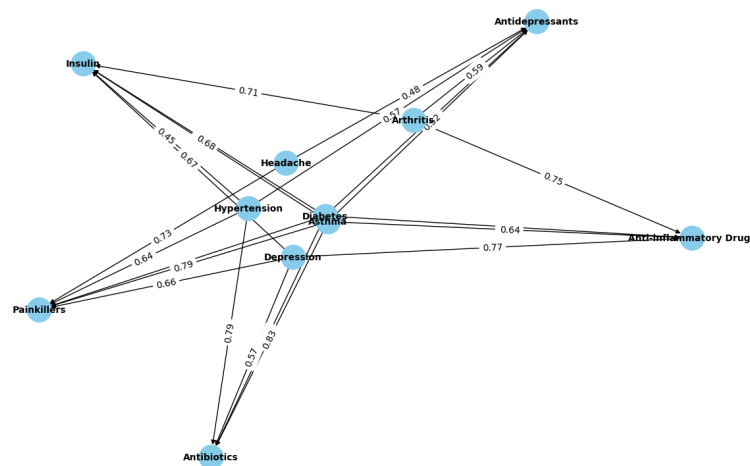 Antidepressants
Insulin
0.59
0.71
0.48
0.57
Arthritis
0.45
0.68
0.67
Headache
0.75
Hypertension
Diabetes
Asthma
0.64
0.73
Anti-Inflammatory Drug
0.77
Depression
0.64
0.79
0.66
Painkillers
0.79
0.83
0.57
Antibiotics